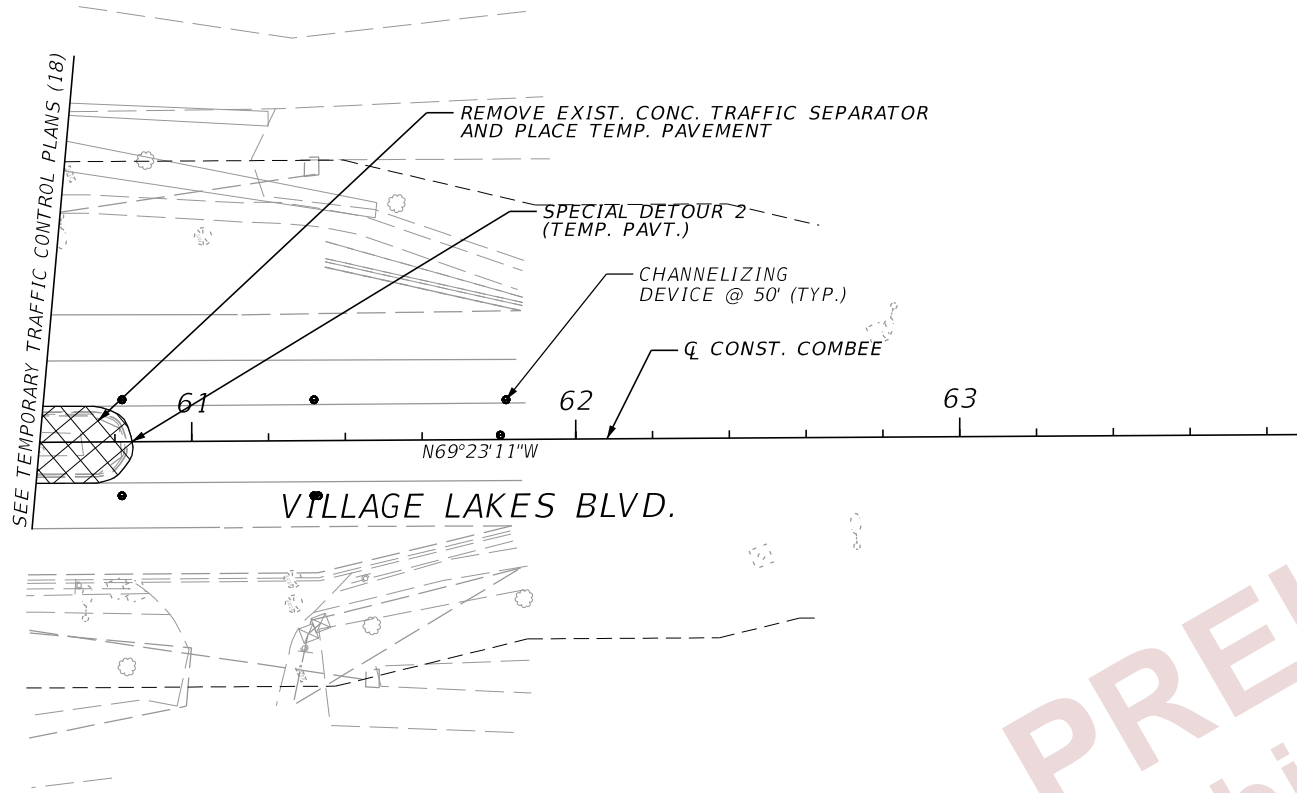 SEE TEMPORARY TRAFFIC CONTROL PLANS (18)
REMOVE EXIST. CONC. TRAFFIC SEPARATOR
AND PLACE TEMP. PAVEMENT
SPECIAL DETOUR 2
(TEMP. PAVT.)
CHANNELIZING
DEVICE @ 50' (TYP.)
℄ CONST. COMBEE
61
62
63
N69°23'11"W
VILLAGE LAKES BLVD.